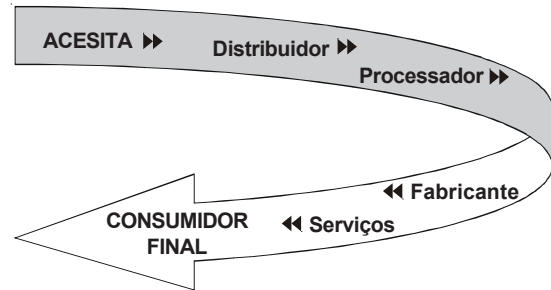 ACESITA
Distribuidor
Processador
Fabricante
Serviços
CONSUMIDOR
FINAL